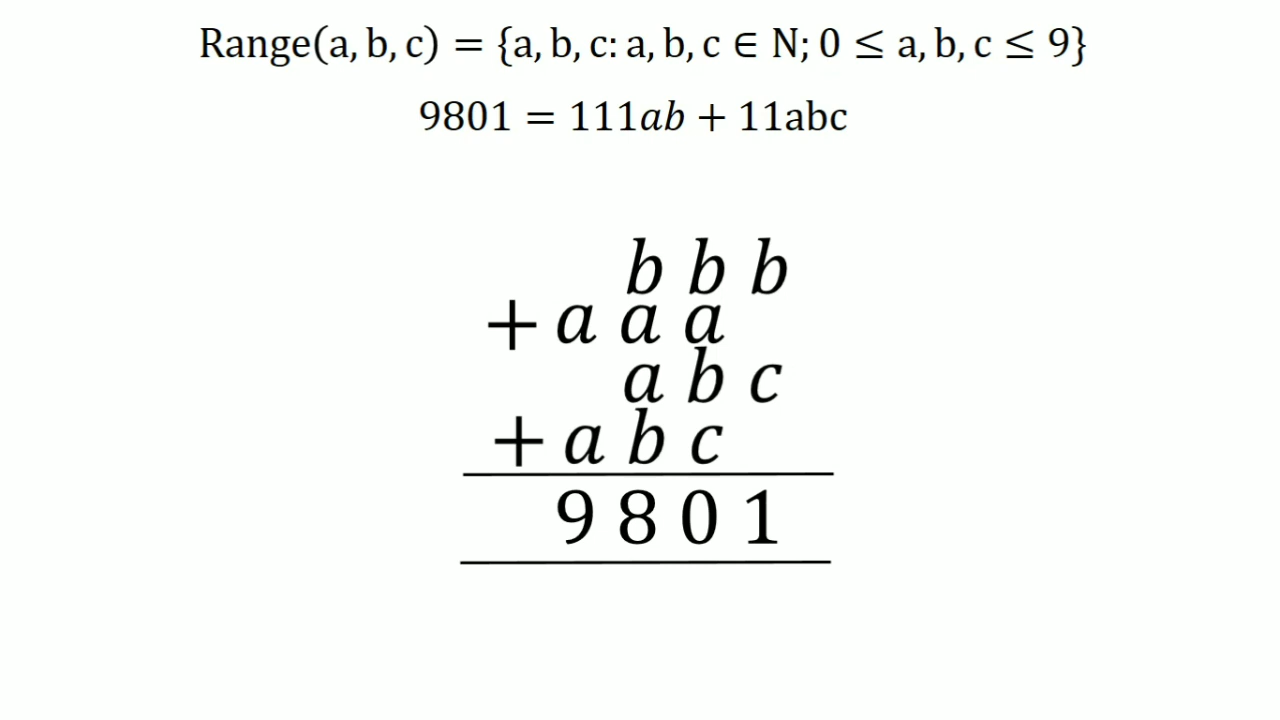 Range(a, b, c) = {a, b, c: a, b, c ∈ N; 0 ≤ a, b, c ≤ 9}
9801 = 111ab + 11abc
b b b
+ a a a
a b c
+ a b c
9 8 0 1